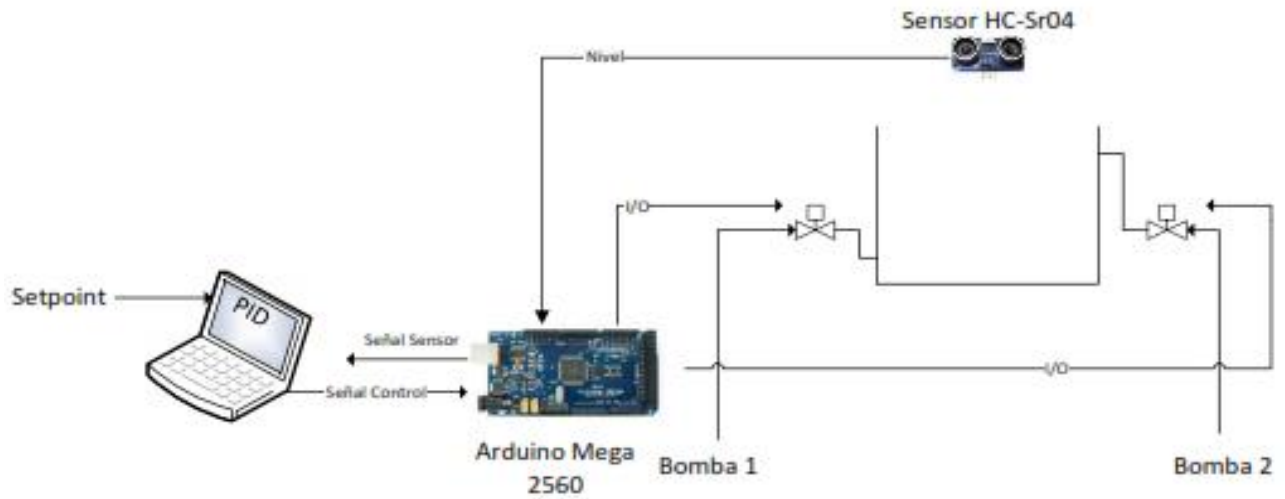 Sensor HC-Sr04
Nivel
I/O
Setpoint
PID
Señal Sensor
Señal Control
I/O
Arduino Mega
2560
Bomba 1
Bomba 2